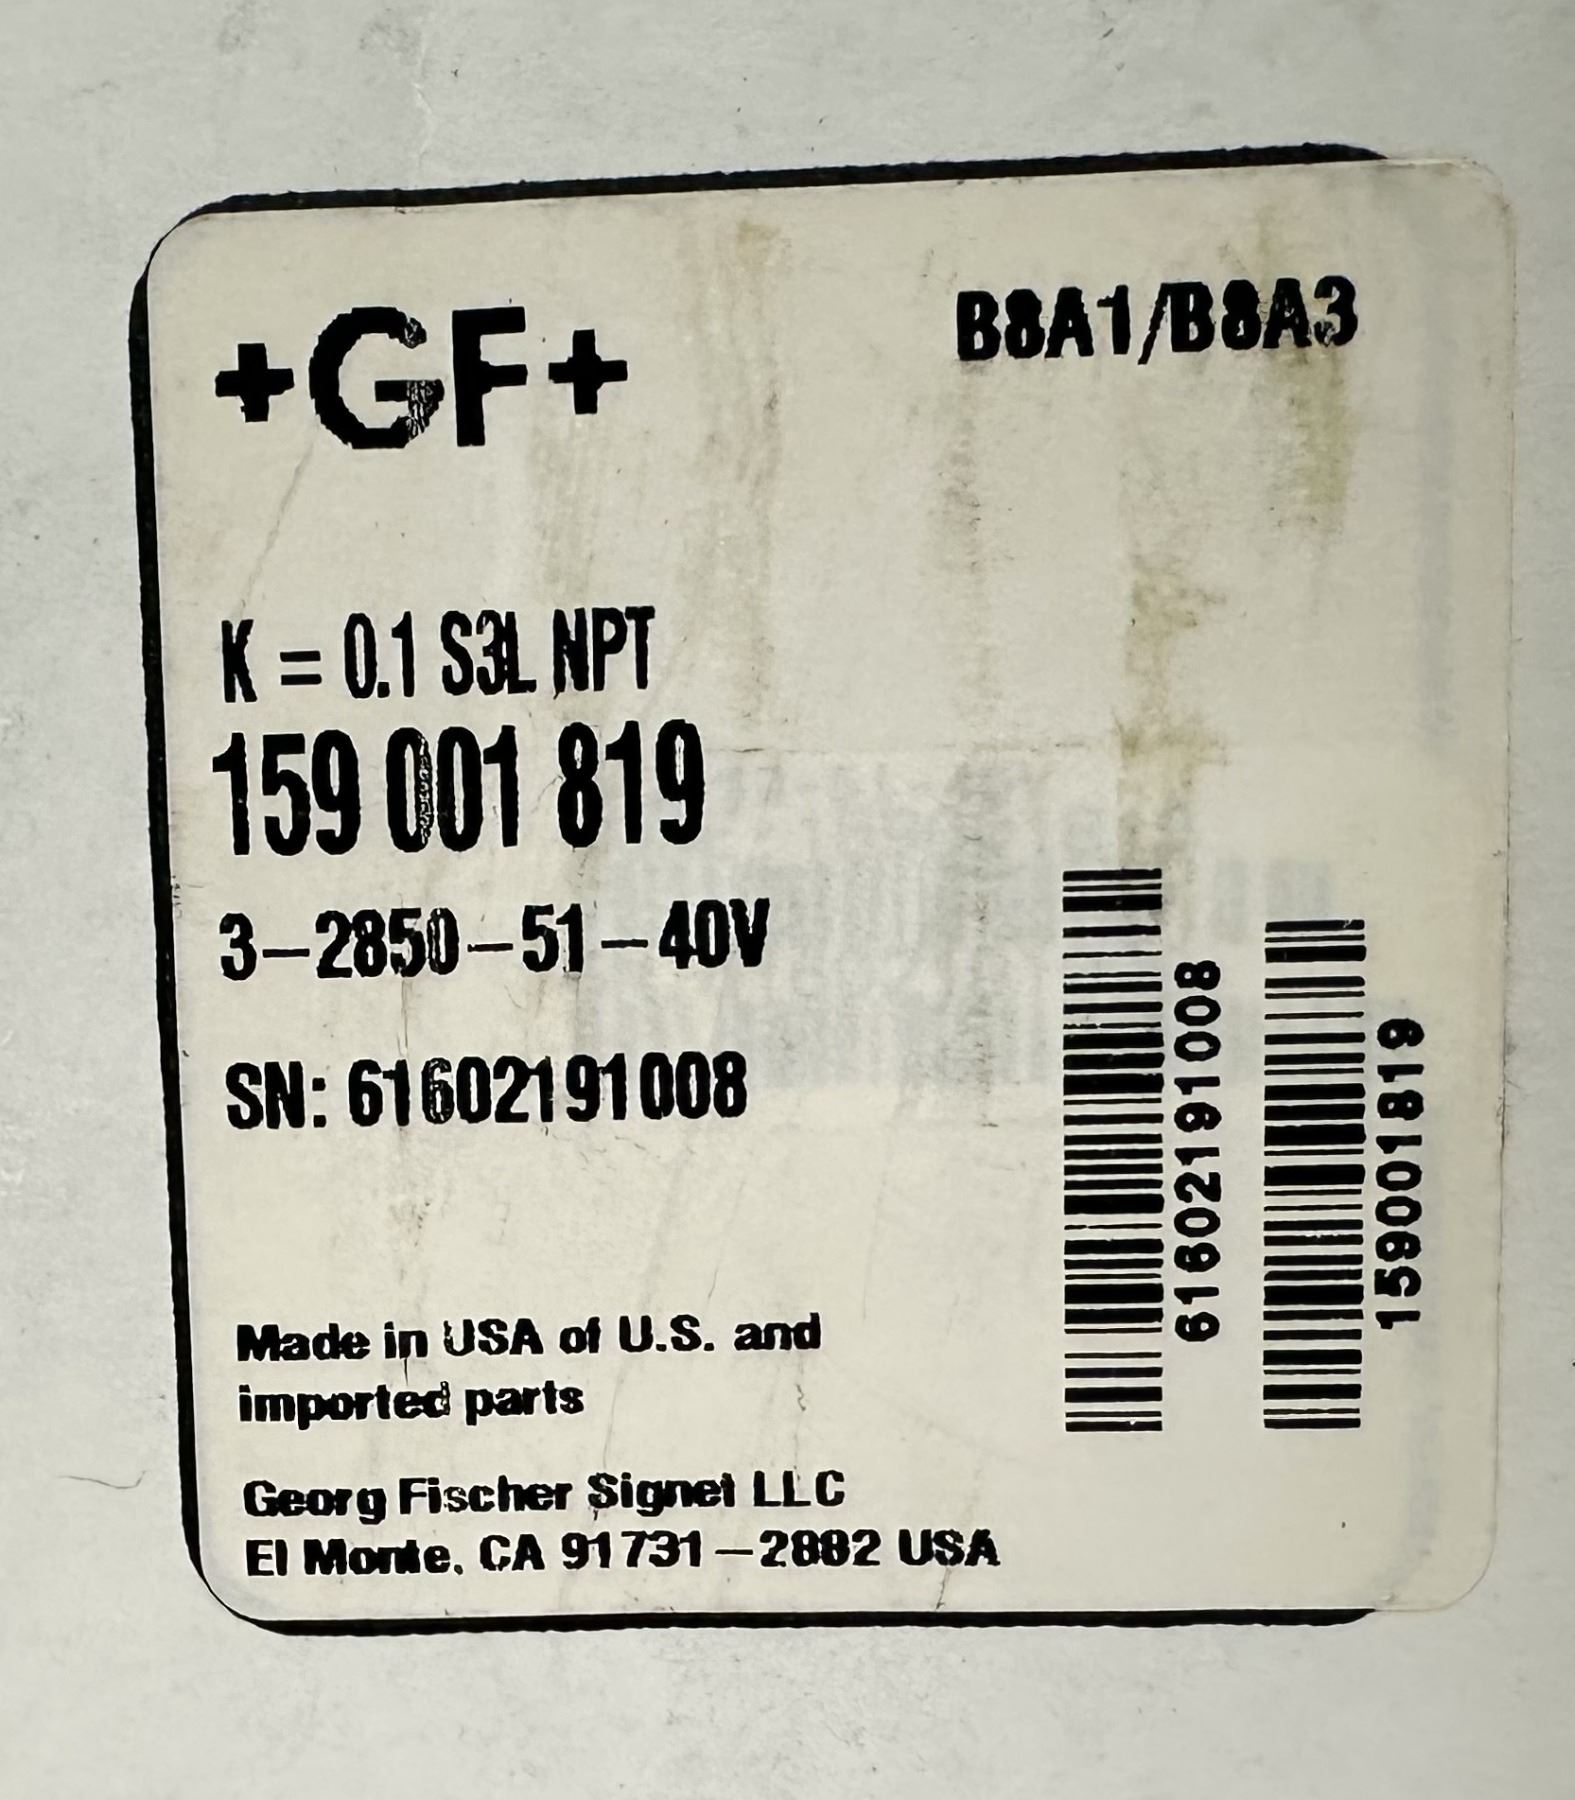 +GF+
B8A1/B8A3
K = 0.1 S3L NPT
159 001 819
3-2850-51-40V
SN: 61602191008
61602191008
159001819
Made in USA of U.S. and
imported parts
Georg Fischer Signet LLC
El Monte, CA 91731-2882 USA